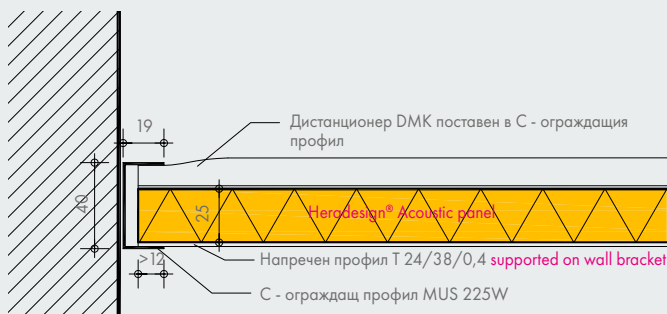 19
Дистанционер DMK поставен в С - ограждащия
профил
40
25
Heradesign® Acoustic panel
>12
Напречен профил Т 24/38/0,4 supported on wall bracket
С - ограждащ профил MUS 225W